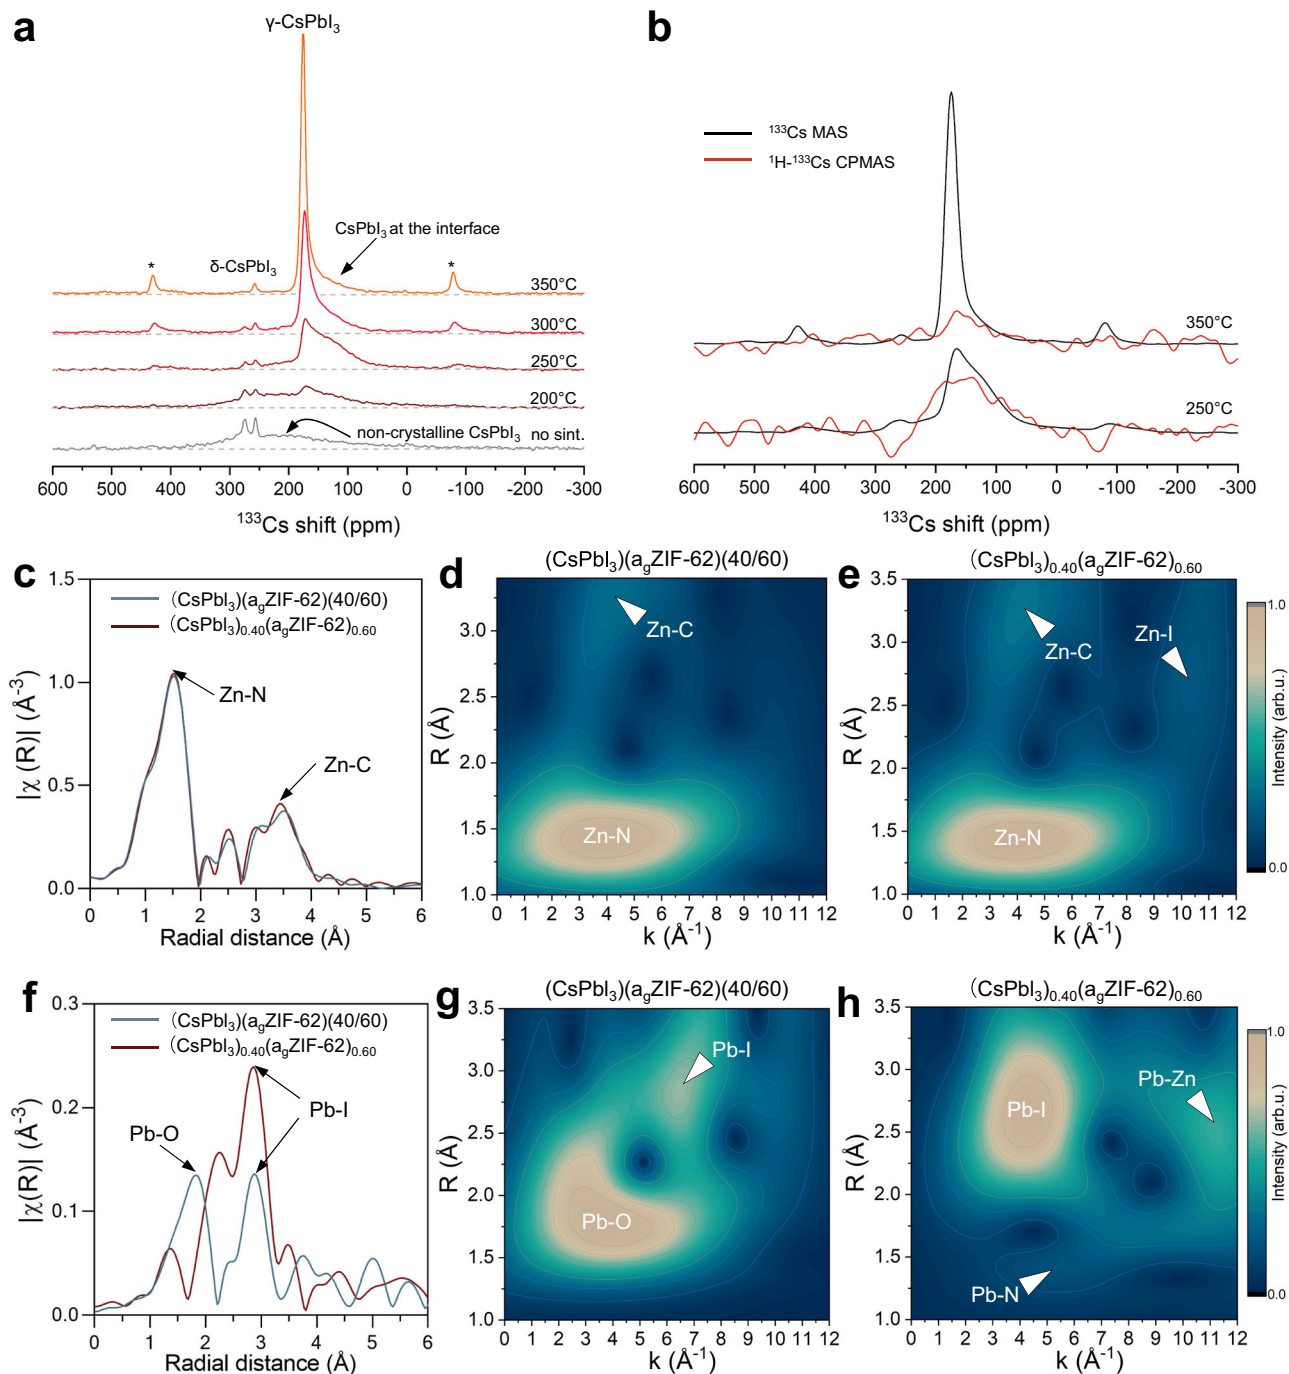 a
γ-CsPbI3
CsPbI3 at the interface
*
δ-CsPbI3
*
350°C
300°C
250°C
200°C
non-crystalline CsPbI3 no sint.
600 500 400 300 200 100 0 -100 -200 -300
133Cs shift (ppm)
b
133Cs MAS
1H-133Cs CPMAS
350°C
250°C
600 500 400 300 200 100 0 -100 -200 -300
133Cs shift (ppm)
c
1.5
1.0
0.5
0.0
|χ (R)| (Å-3)
(CsPbI3)(agZIF-62)(40/60)
(CsPbI3)0.40(agZIF-62)0.60
Zn-N
Zn-C
0 1 2 3 4 5 6
Radial distance (Å)
d
(CsPbI3)(agZIF-62)(40/60)
3.0
2.5
2.0
1.5
1.0
R (Å)
Zn-C
Zn-N
0 1 2 3 4 5 6 7 8 9 10 11 12
k (Å-1)
e
(CsPbI3)0.40(agZIF-62)0.60
3.5
3.0
2.5
2.0
1.5
1.0
R (Å)
Zn-I
Zn-C
Zn-N
0 1 2 3 4 5 6 7 8 9 10 11 12
k (Å-1)
1.0
Intensity (arb.u.)
0.0
f
0.3
0.2
0.1
0.0
|χ(R)| (Å-3)
(CsPbI3)(agZIF-62)(40/60)
(CsPbI3)0.40(agZIF-62)0.60
Pb-O
Pb-I
0 1 2 3 4 5 6
Radial distance (Å)
g
(CsPbI3)(agZIF-62)(40/60)
3.5
3.0
2.5
2.0
1.5
1.0
R (Å)
Pb-I
Pb-O
0 1 2 3 4 5 6 7 8 9 10 11 12
k (Å-1)
h
(CsPbI3)0.40(agZIF-62)0.60
3.5
3.0
2.5
2.0
1.5
1.0
R (Å)
Pb-Zn
Pb-I
Pb-N
0 1 2 3 4 5 6 7 8 9 10 11 12
k (Å-1)
1.0
Intensity (arb.u.)
0.0